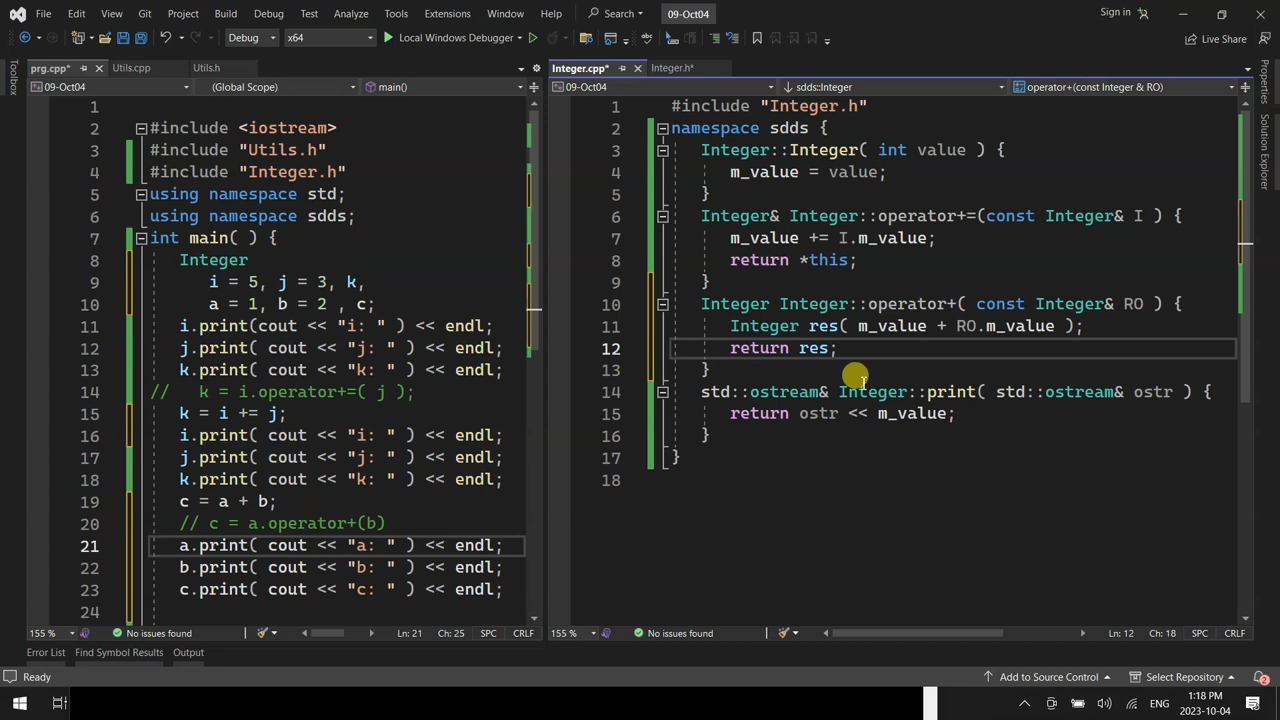 File Edit View Git Project Build Debug Test Analyze Tools Extensions Window Help Search 09-Oct04 Sign in
Debug x64 Local Windows Debugger Live Share
Toolbox
prg.cpp* Utils.cpp Utils.h
09-Oct04 (Global Scope) main()
1
2 #include <iostream>
3 #include "Utils.h"
4 #include "Integer.h"
5 using namespace std;
6 using namespace sdds;
7 int main( ) {
8 Integer
9 i = 5, j = 3, k,
10 a = 1, b = 2 , c;
11 i.print(cout << "i: " ) << endl;
12 j.print( cout << "j: " ) << endl;
13 k.print( cout << "k: " ) << endl;
14 // k = i.operator+=( j );
15 k = i += j;
16 i.print( cout << "i: " ) << endl;
17 j.print( cout << "j: " ) << endl;
18 k.print( cout << "k: " ) << endl;
19 c = a + b;
20 // c = a.operator+(b)
21 a.print( cout << "a: " ) << endl;
22 b.print( cout << "b: " ) << endl;
23 c.print( cout << "c: " ) << endl;
24
155 % No issues found Ln: 21 Ch: 25 SPC CRLF
Integer.cpp* Integer.h*
09-Oct04 sdds::Integer operator+(const Integer & RO)
1 #include "Integer.h"
2 namespace sdds {
3 Integer::Integer( int value ) {
4 m_value = value;
5 }
6 Integer& Integer::operator+=(const Integer& I ) {
7 m_value += I.m_value;
8 return *this;
9 }
10 Integer Integer::operator+( const Integer& RO ) {
11 Integer res( m_value + RO.m_value );
12 return res;
13 }
14 std::ostream& Integer::print( std::ostream& ostr ) {
15 return ostr << m_value;
16 }
17 }
18
155 % No issues found Ln: 12 Ch: 18 SPC CRLF
Properties
Solution Explorer
Error List Find Symbol Results Output
Ready Add to Source Control Select Repository 2
ENG 1:18 PM
2023-10-04